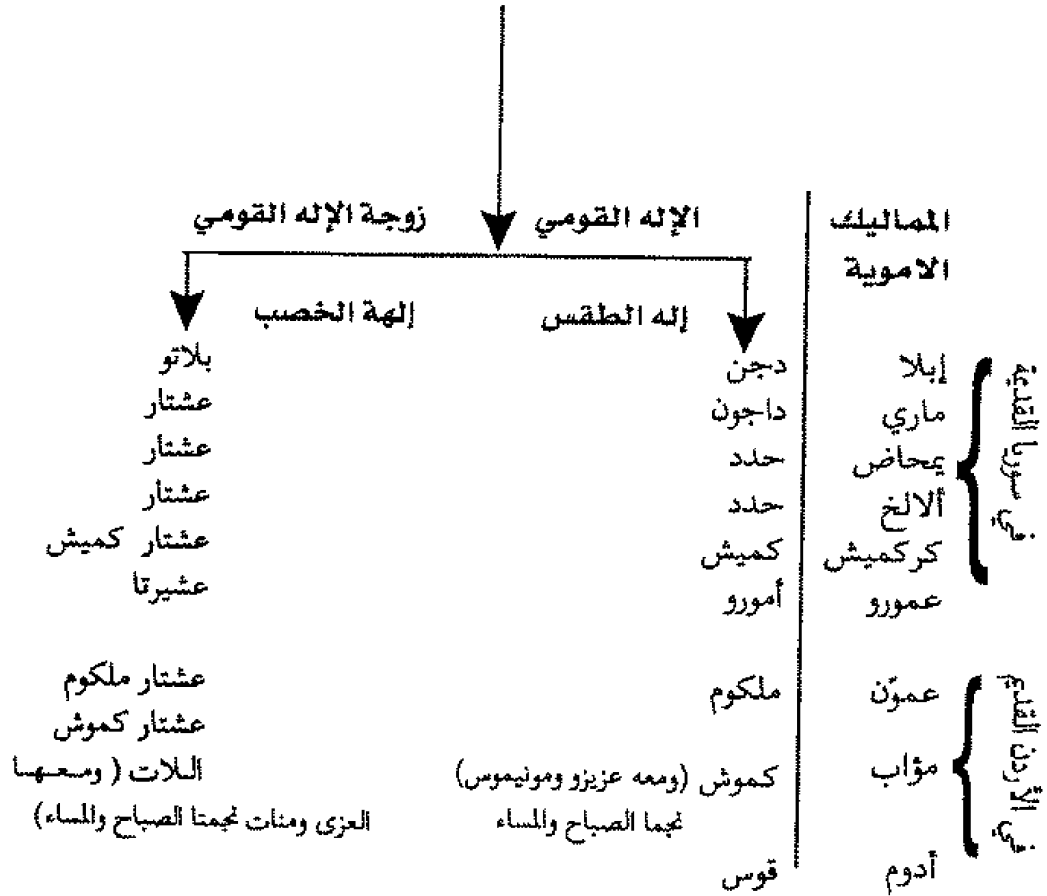 المماليك الإله القومي زوجة الإله القومي
الاموية
إله الطقس إلهة الخصب
في سوريا القديمة
إبلا دجن بلاتو
ماري داجون عشتار
يمحاض حدد عشتار
ألالخ حدد عشتار
كركميش كميش عشتار كميش
عمورو أمورو عشيرتا
في الأردن القديم
عموّن ملكوم عشتار ملكوم
عشتار كموش
مؤاب كموش (ومعه عزيزو ومونيموس) اللات (ومعها
نجما الصباح والمساء العزى ومنات نجمتا الصباح والمساء)
أدوم قوس